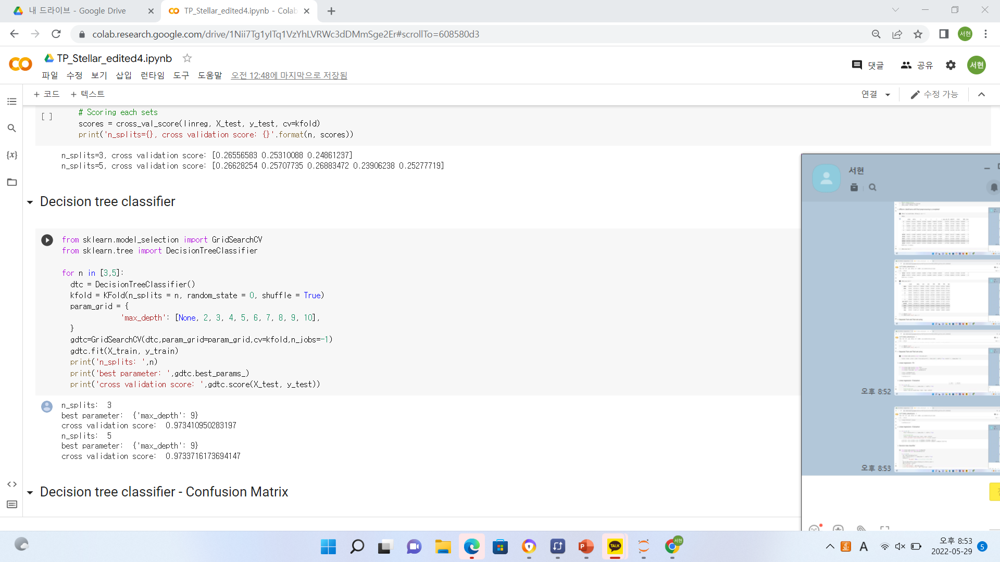 내 드라이브 - Google Drive
TP_Stellar_edited4.ipynb - Colab
colab.research.google.com/drive/1Nii7Tg1yITq1VzYhLVRWc3dDMmSge2Er#scrollTo=608580d3
서현
TP_Stellar_edited4.ipynb
댓글
공유
서현
파일 수정 보기 삽입 런타임 도구 도움말 오전 12:48에 마지막으로 저장됨
+ 코드 + 텍스트
연결
수정 가능
[ ]
# Scoring each sets
scores = cross_val_score(linreg, X_test, y_test, cv=kfold)
print('n_splits={}, cross validation score: {}'.format(n, scores))
n_splits=3, cross validation score: [0.26556583 0.25310088 0.24861237]
n_splits=5, cross validation score: [0.26628254 0.25707735 0.26883472 0.23906238 0.25277719]
{x}
Decision tree classifier
from sklearn.model_selection import GridSearchCV
from sklearn.tree import DecisionTreeClassifier
for n in [3,5]:
dtc = DecisionTreeClassifier()
kfold = KFold(n_splits = n, random_state = 0, shuffle = True)
param_grid = {
'max_depth': [None, 2, 3, 4, 5, 6, 7, 8, 9, 10],
}
gdtc=GridSearchCV(dtc,param_grid=param_grid,cv=kfold,n_jobs=-1)
gdtc.fit(X_train, y_train)
print('n_splits: ',n)
print('best parameter: ',gdtc.best_params_)
print('cross validation score: ',gdtc.score(X_test, y_test))
n_splits:  3
best parameter:  {'max_depth': 9}
cross validation score:  0.973410950283197
n_splits:  5
best parameter:  {'max_depth': 9}
cross validation score:  0.9733716173694147
Decision tree classifier - Confusion Matrix
서현
오후 8:52
오후 8:53
TALK
서현
A
오후 8:53
2022-05-29
5